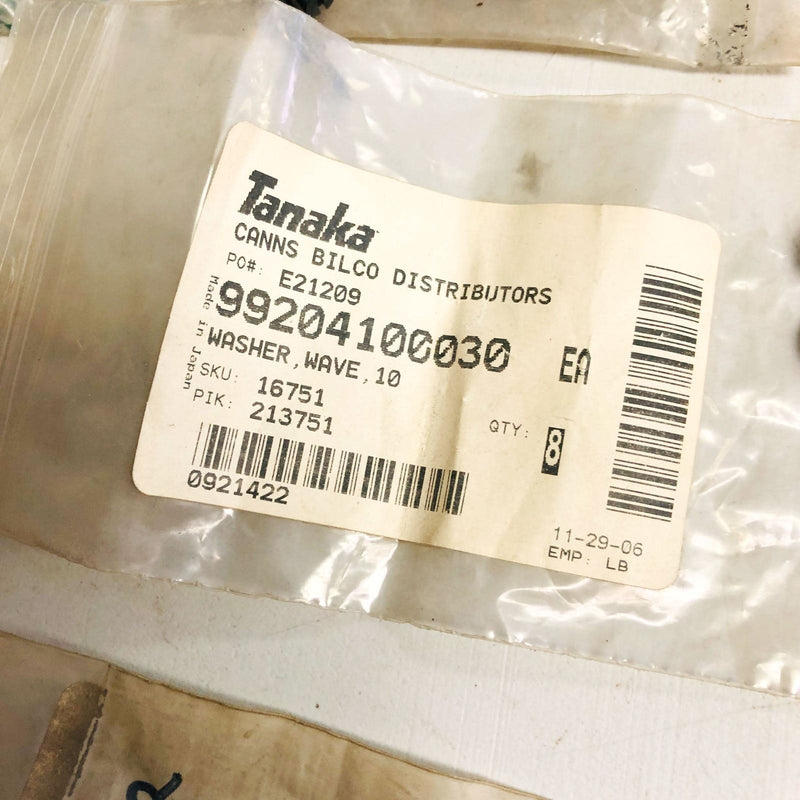 Tanaka
CANNS BILCO DISTRIBUTORS
PO#: E21209
99204100030 EA
WASHER,WAVE,10
Made in Japan
SKU: 16751
PIK: 213751
QTY: 8
0921422
11-29-06
EMP: LB
R